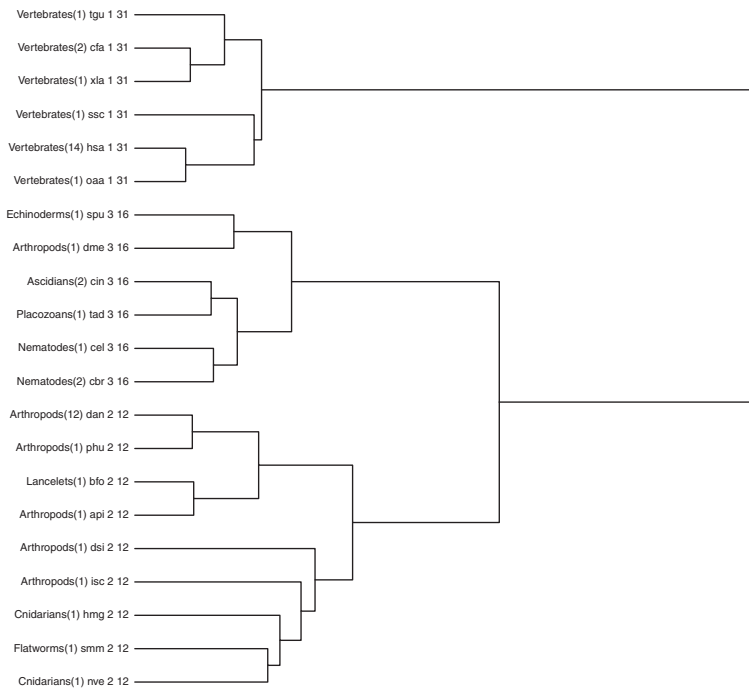 Vertebrates(1) tgu 1 31
Vertebrates(2) cfa 1 31
Vertebrates(1) xla 1 31
Vertebrates(1) ssc 1 31
Vertebrates(14) hsa 1 31
Vertebrates(1) oaa 1 31
Echinoderms(1) spu 3 16
Arthropods(1) dme 3 16
Ascidians(2) cin 3 16
Placozoans(1) tad 3 16
Nematodes(1) cel 3 16
Nematodes(2) cbr 3 16
Arthropods(12) dan 2 12
Arthropods(1) phu 2 12
Lancelets(1) bfo 2 12
Arthropods(1) api 2 12
Arthropods(1) dsi 2 12
Arthropods(1) isc 2 12
Cnidarians(1) hmg 2 12
Flatworms(1) smm 2 12
Cnidarians(1) nve 2 12